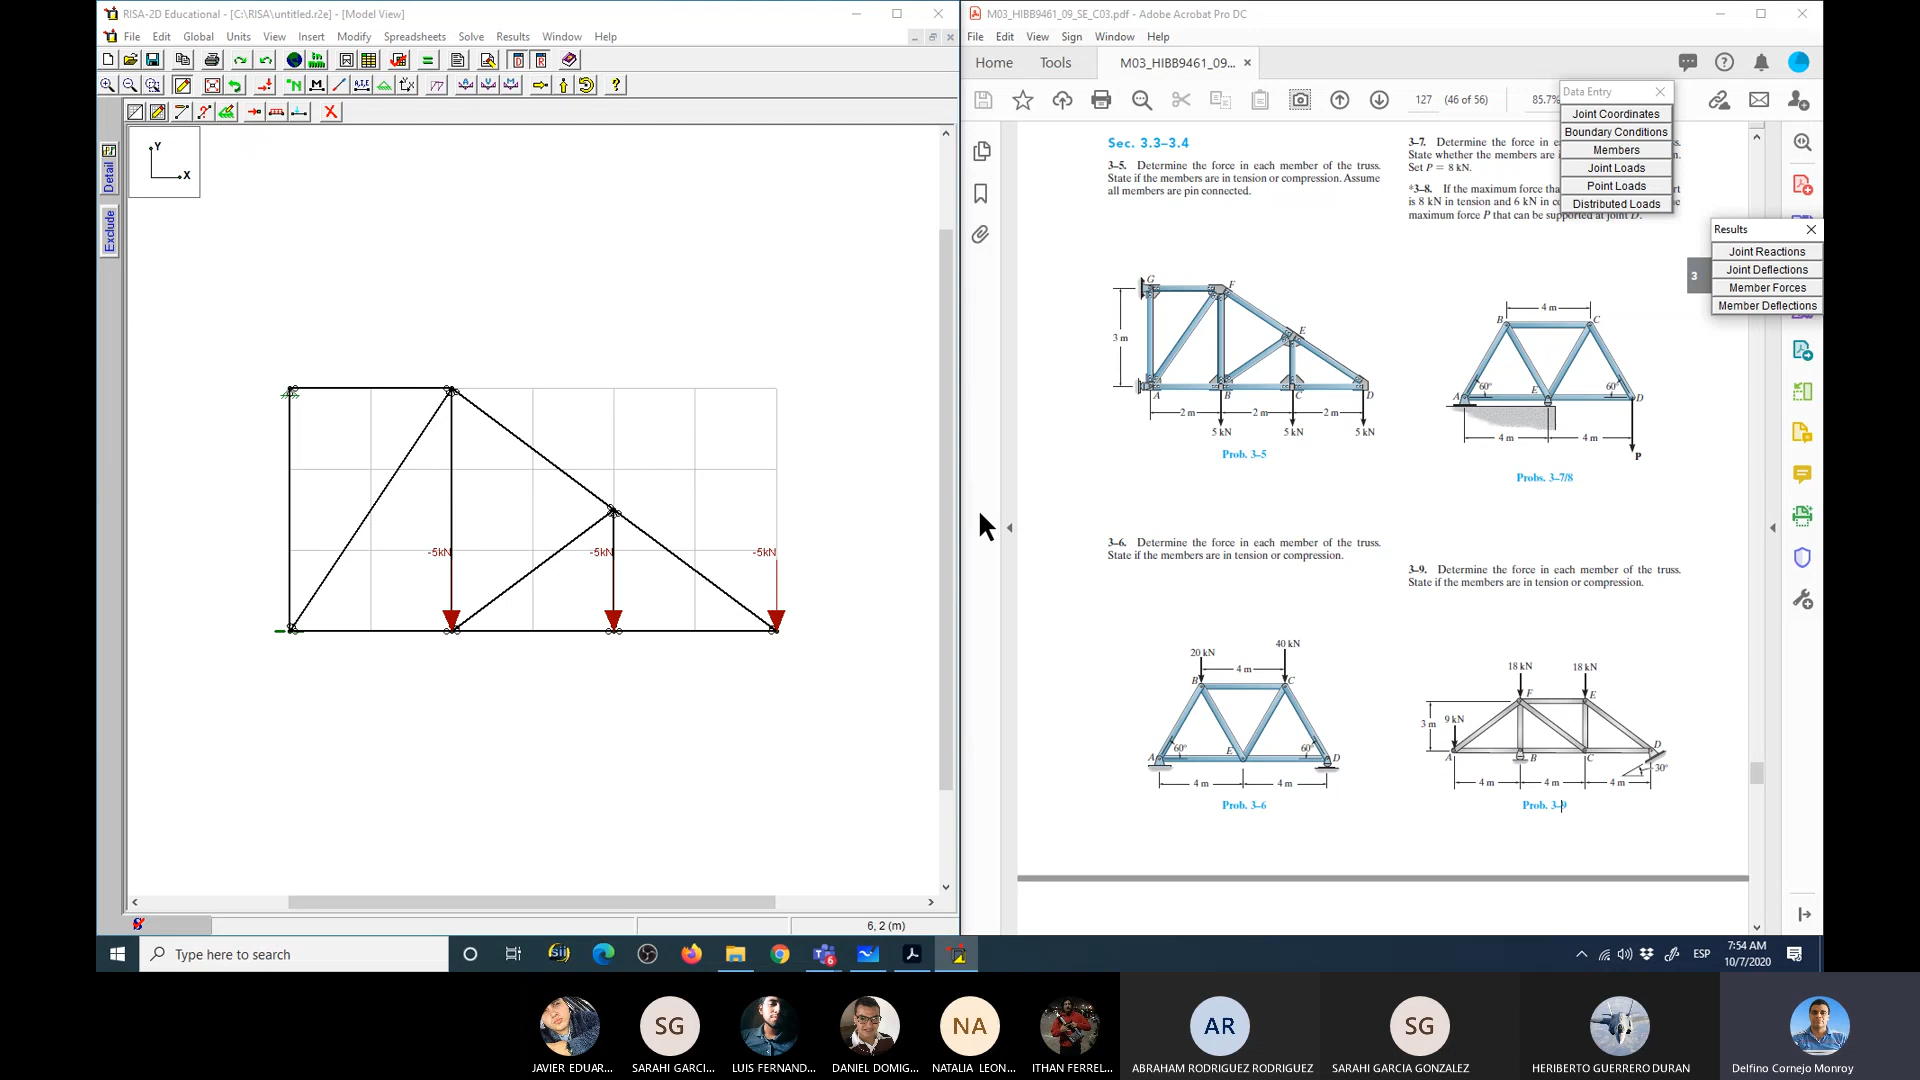 RISA-2D Educational - [C:\RISA\untitled.r2e] - [Model View]
File Edit Global Units View Insert Modify Spreadsheets Solve Results Window Help
Detail
Exclude
Y
X
-5kN
-5kN
-5kN
6, 2 (m)
M03_HIBB9461_09_SE_C03.pdf - Adobe Acrobat Pro DC
File Edit View Sign Window Help
Home Tools M03_HIBB9461_09... ×
127 (46 of 56) 85.7%
Data Entry
Joint Coordinates
Boundary Conditions
Members
Joint Loads
Point Loads
Distributed Loads
Results
Joint Reactions
Joint Deflections
Member Forces
Member Deflections
3
Sec. 3.3–3.4
3–5. Determine the force in each member of the truss.
State if the members are in tension or compression. Assume
all members are pin connected.
G
F
E
3 m
A
B
C
D
2 m
2 m
2 m
5 kN
5 kN
5 kN
Prob. 3–5
3–6. Determine the force in each member of the truss.
State if the members are in tension or compression.
20 kN
40 kN
4 m
B
C
A
60°
E
60°
D
4 m
4 m
Prob. 3–6
3–7. Determine the force in
State whether the members are
Set P = 8 kN.
*3–8. If the maximum force
is 8 kN in tension and 6 kN in
maximum force P that can be supported at joint D.
4 m
B
C
A
60°
E
60°
D
4 m
4 m
P
Probs. 3–7/8
3–9. Determine the force in each member of the truss.
State if the members are in tension or compression.
18 kN
18 kN
F
E
9 kN
3 m
A
B
C
D
30°
4 m
4 m
4 m
Prob. 3–9
Type here to search
ESP
7:54 AM
10/7/2020
SG
NA
AR
SG
JAVIER EDUAR...
SARAHI GARCI...
LUIS FERNAND...
DANIEL DOMIG...
NATALIA LEON...
ITHAN FERREL...
ABRAHAM RODRIGUEZ RODRIGUEZ
SARAHI GARCIA GONZALEZ
HERIBERTO GUERRERO DURAN
Delfino Cornejo Monroy